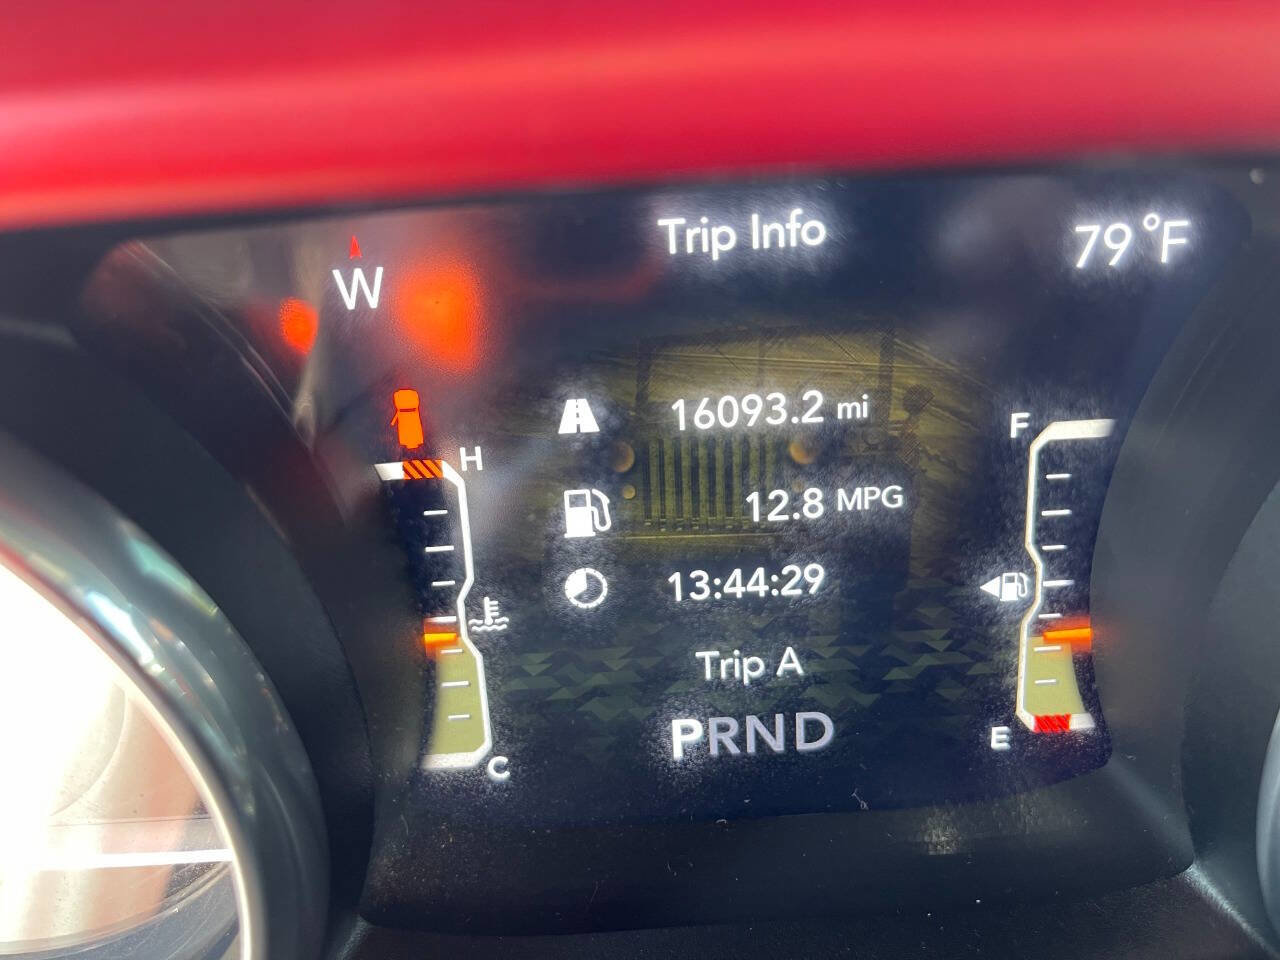 Trip Info
79°F
W
16093.2 mi
H
F
12.8 MPG
13:44:29
Trip A
PRND
E
C